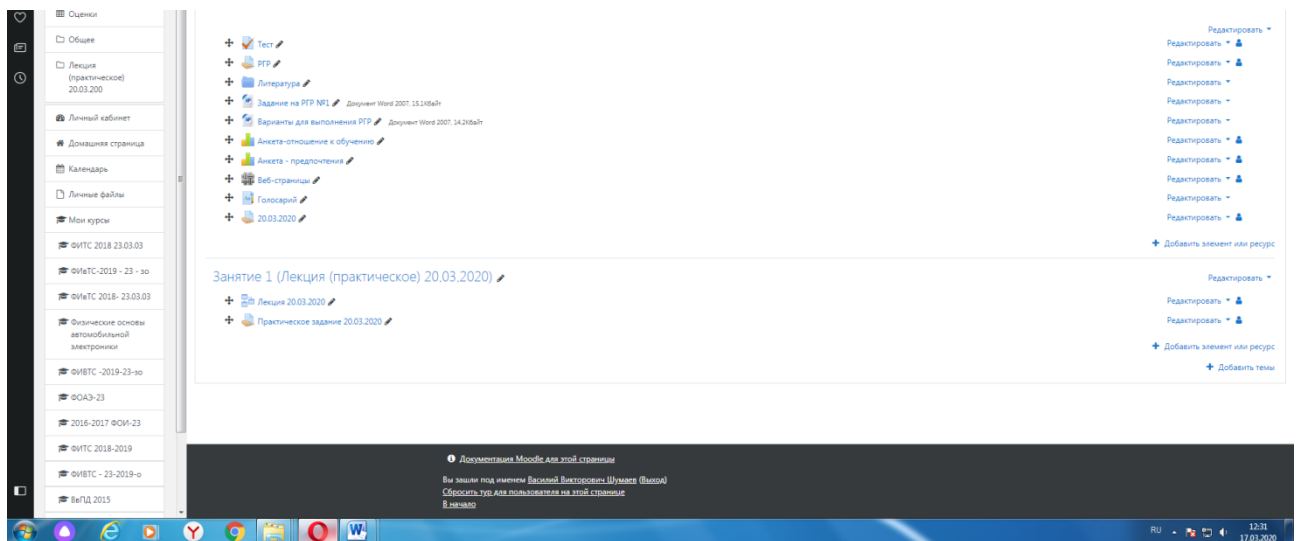 Оценки
Общее
Лекция
(практическое)
20.03.200
Личный кабинет
Домашняя страница
Календарь
Личные файлы
Мои курсы
ФИТС 2018 23.03.03
ФИвТС-2019 - 23 - зо
ФИвТС 2018- 23.03.03
Физические основы
автомобильной
электроники
ФИВТС -2019-23-зо
ФОАЭ-23
2016-2017 ФОИ-23
ФИТС 2018-2019
ФИВТС - 23-2019-о
ВвПД 2015
Редактировать
Тест Редактировать
РГР Редактировать
Литература Редактировать
Задание на РГР №1 Документ Word 2007, 15.1Кбайт Редактировать
Варианты для выполнения РГР Документ Word 2007, 14.2Кбайт Редактировать
Анкета-отношение к обучению Редактировать
Анкета - предпочтения Редактировать
Веб-страницы Редактировать
Голосарий Редактировать
20.03.2020 Редактировать
Добавить элемент или ресурс
Занятие 1 (Лекция (практическое) 20,03,2020) Редактировать
Лекция 20.03.2020 Редактировать
Практическое задание 20.03.2020 Редактировать
Добавить элемент или ресурс
Добавить темы
Документация Moodle для этой страницы
Вы зашли под именем Василий Викторович Шумаев (Выход)
Сбросить тур для пользователя на этой странице
В начало
RU
12:31
17.03.2020